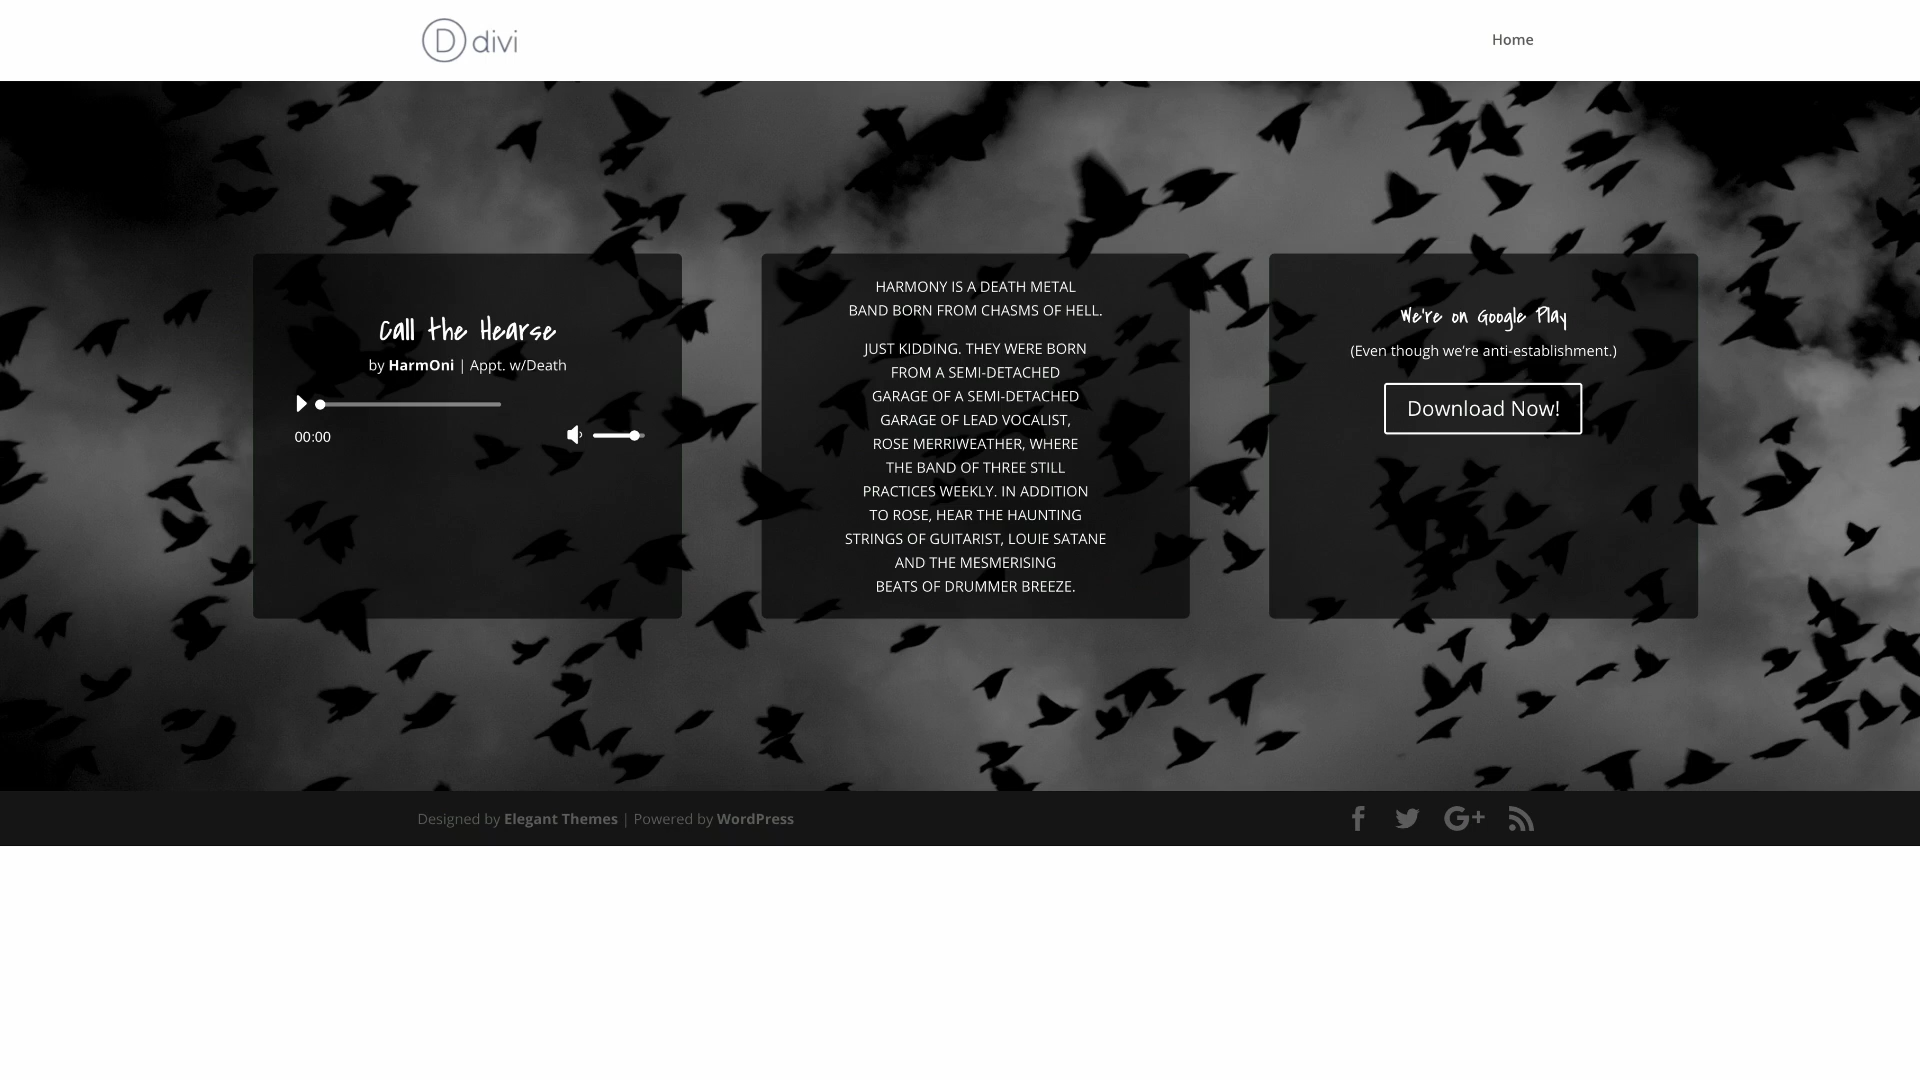 D divi
Home
Call the Hearse
by HarmOni | Appt. w/Death
00:00
HARMONY IS A DEATH METAL
BAND BORN FROM CHASMS OF HELL.
JUST KIDDING. THEY WERE BORN
FROM A SEMI-DETACHED
GARAGE OF A SEMI-DETACHED
GARAGE OF LEAD VOCALIST,
ROSE MERRIWEATHER, WHERE
THE BAND OF THREE STILL
PRACTICES WEEKLY. IN ADDITION
TO ROSE, HEAR THE HAUNTING
STRINGS OF GUITARIST, LOUIE SATANE
AND THE MESMERISING
BEATS OF DRUMMER BREEZE.
We're on Google Play
(Even though we're anti-establishment.)
Download Now!
Designed by Elegant Themes | Powered by WordPress
G+